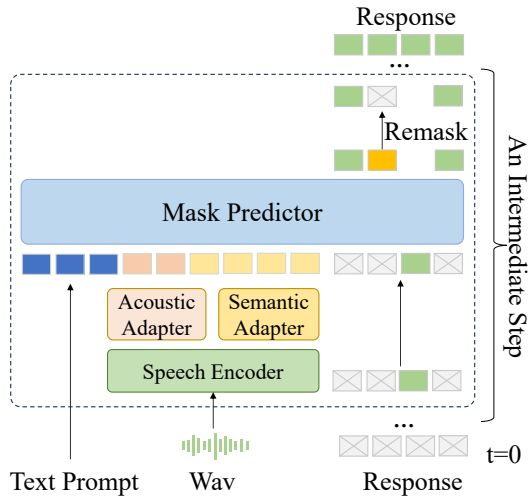 Response
...
Remask
Mask Predictor
An Intermediate Step
Acoustic
Adapter
Semantic
Adapter
Speech Encoder
...
t=0
Text Prompt
Wav
Response